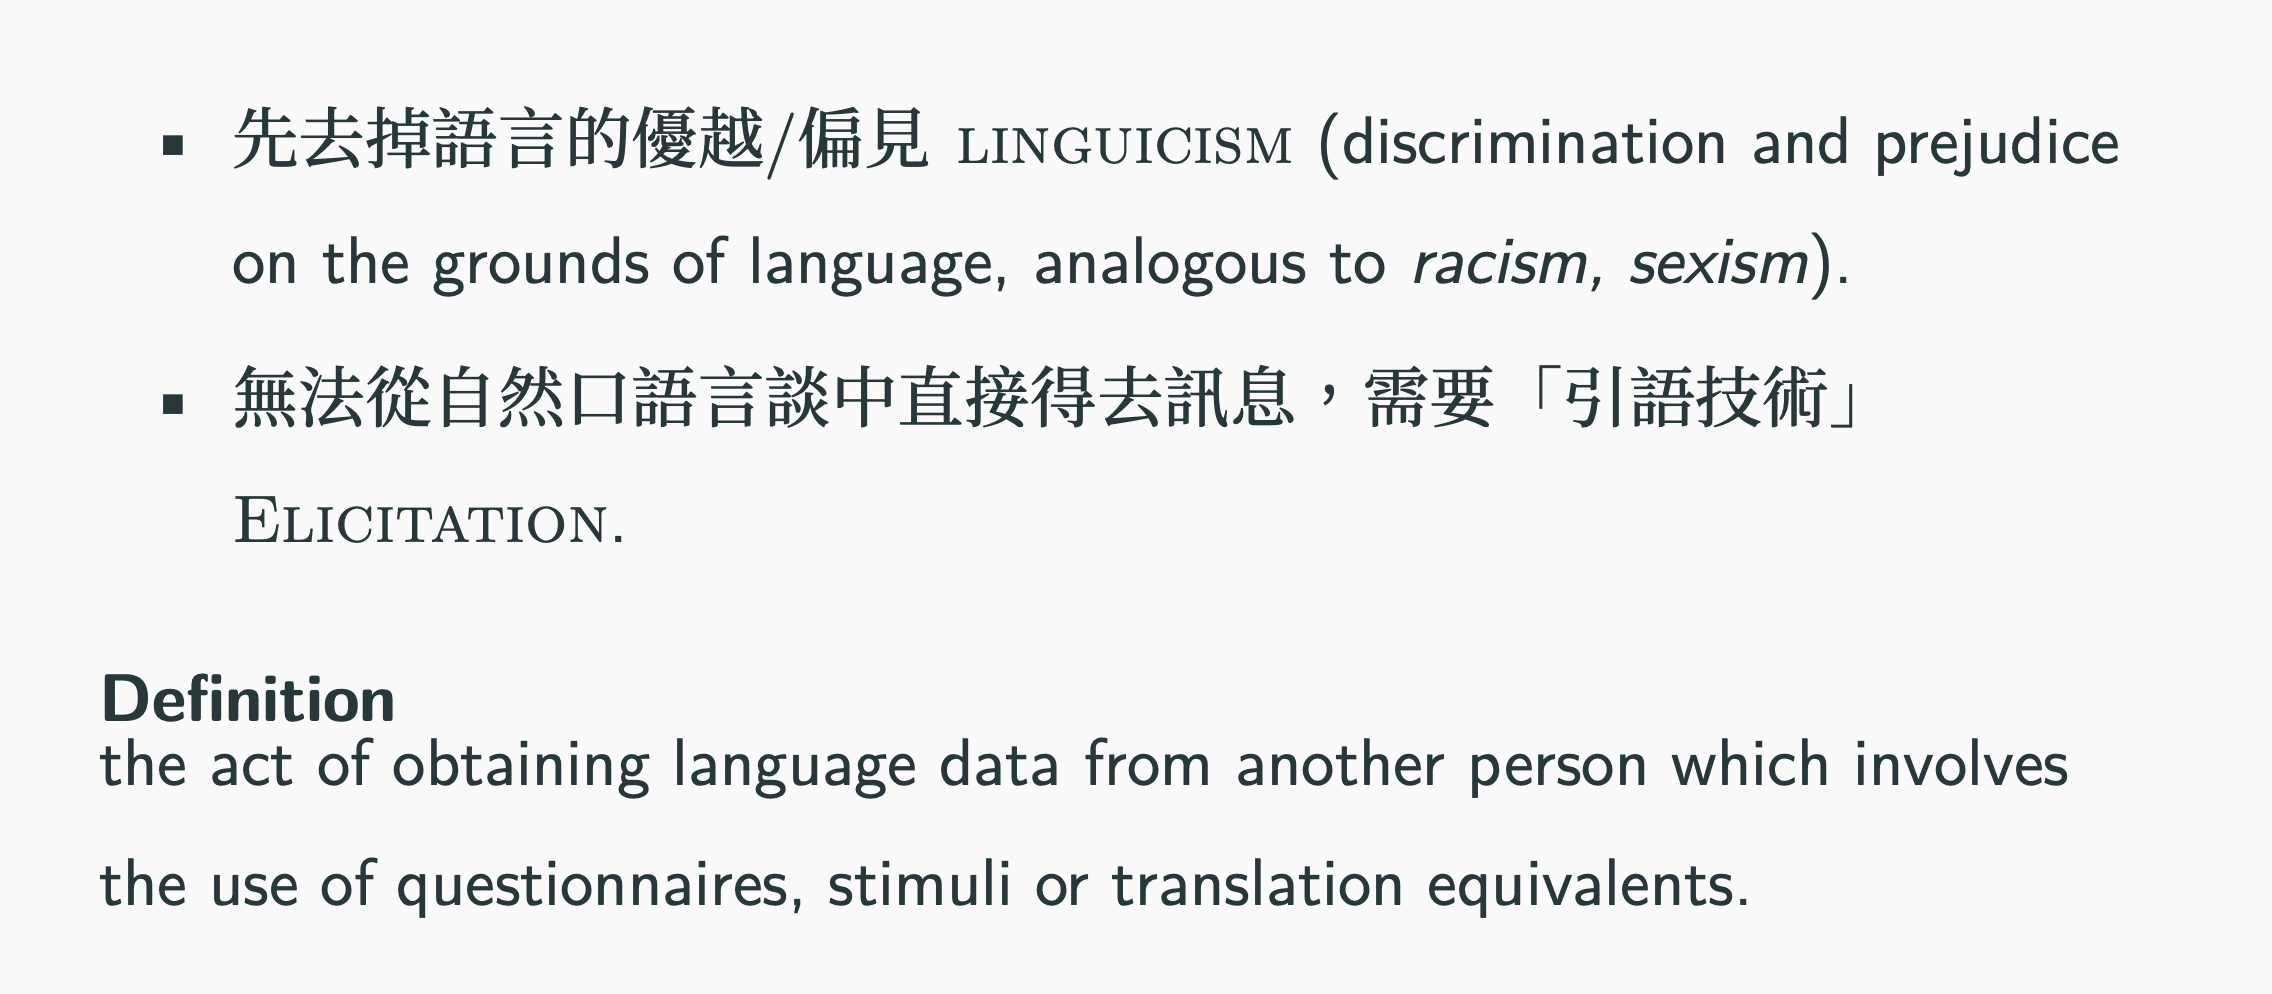 ▪ 先去掉語言的優越/偏見 LINGUICISM (discrimination and prejudice
on the grounds of language, analogous to racism, sexism).
▪ 無法從自然口語言談中直接得去訊息，需要「引語技術」
ELICITATION.
Definition
the act of obtaining language data from another person which involves
the use of questionnaires, stimuli or translation equivalents.